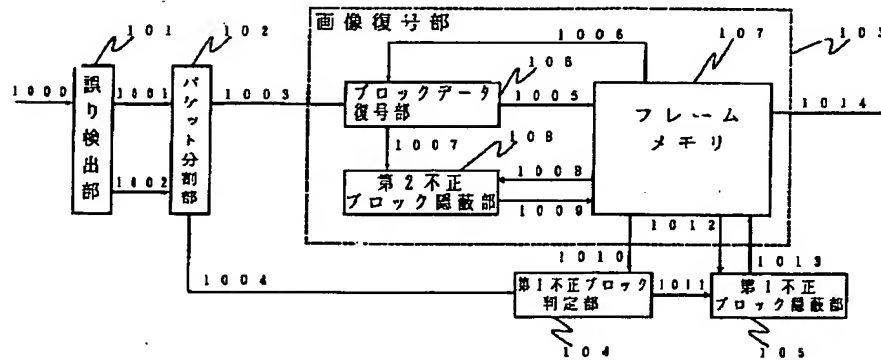 画像復号部
101
102
1006
107
103
1000
誤り検出部
1001
1002
パケット分割部
1003
106
ブロックデータ
復号部
1005
フレーム
メモリ
1014
1007
108
第2不正
ブロック隠蔽部
1008
1009
1010
1012
1013
1004
第1不正ブロック
判定部
1011
第1不正
ブロック隠蔽部
104
105